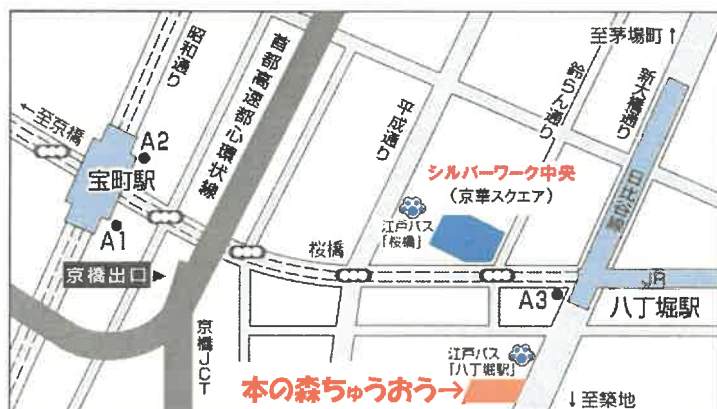 至茅場町↑
昭和通り
首都高速都心環状線
鈴らん通り
新大橋通り
←至京橋
平成通り
A2
宝町駅
シルバーワーク中央
(京華スクエア)
日比谷線
江戸バス
「桜橋」
A1
桜橋
京橋出口▶
JR
A3
八丁堀駅
京橋JCT
江戸バス
「八丁堀駅」
本の森ちゅうおう→
↓至築地